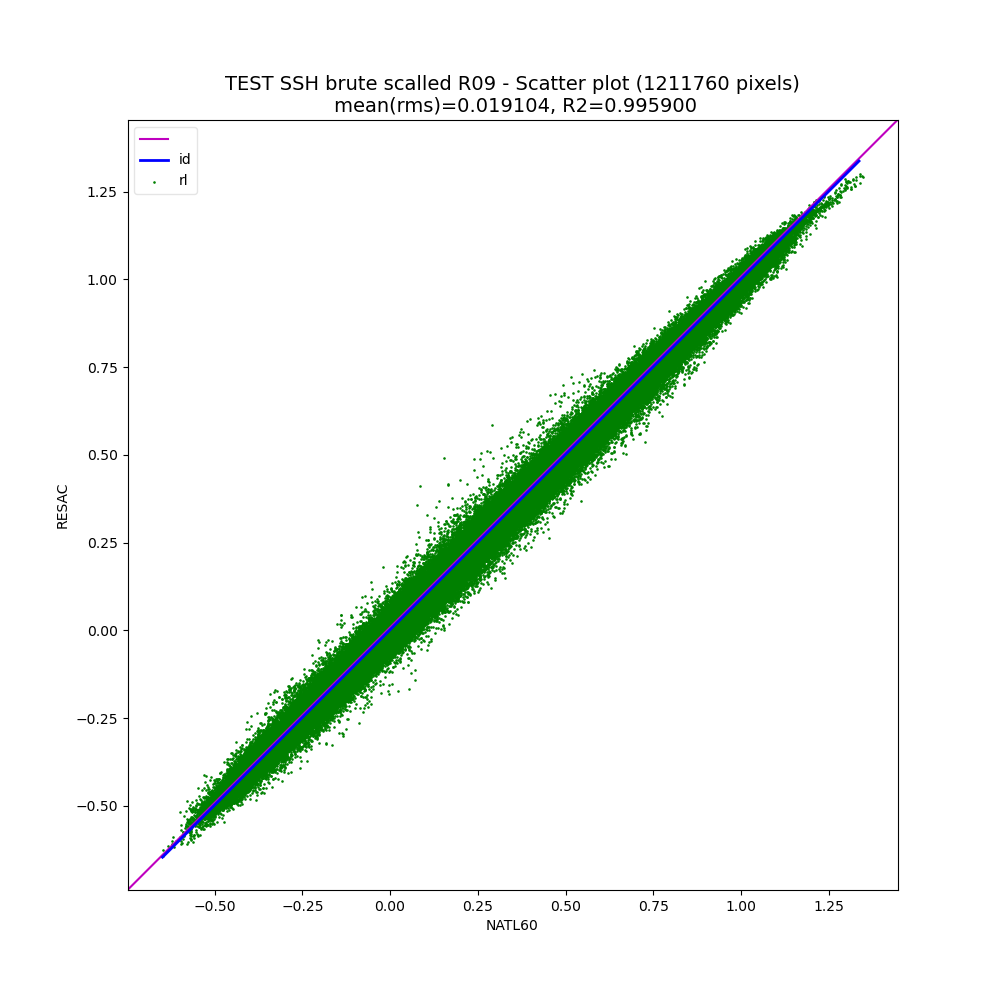 TEST SSH brute scalled R09 - Scatter plot (1211760 pixels)
mean(rms)=0.019104, R2=0.995900
id
rl
1.25
1.00
0.75
0.50
0.25
0.00
−0.25
−0.50
RESAC
−0.50
−0.25
0.00
0.25
0.50
0.75
1.00
1.25
NATL60